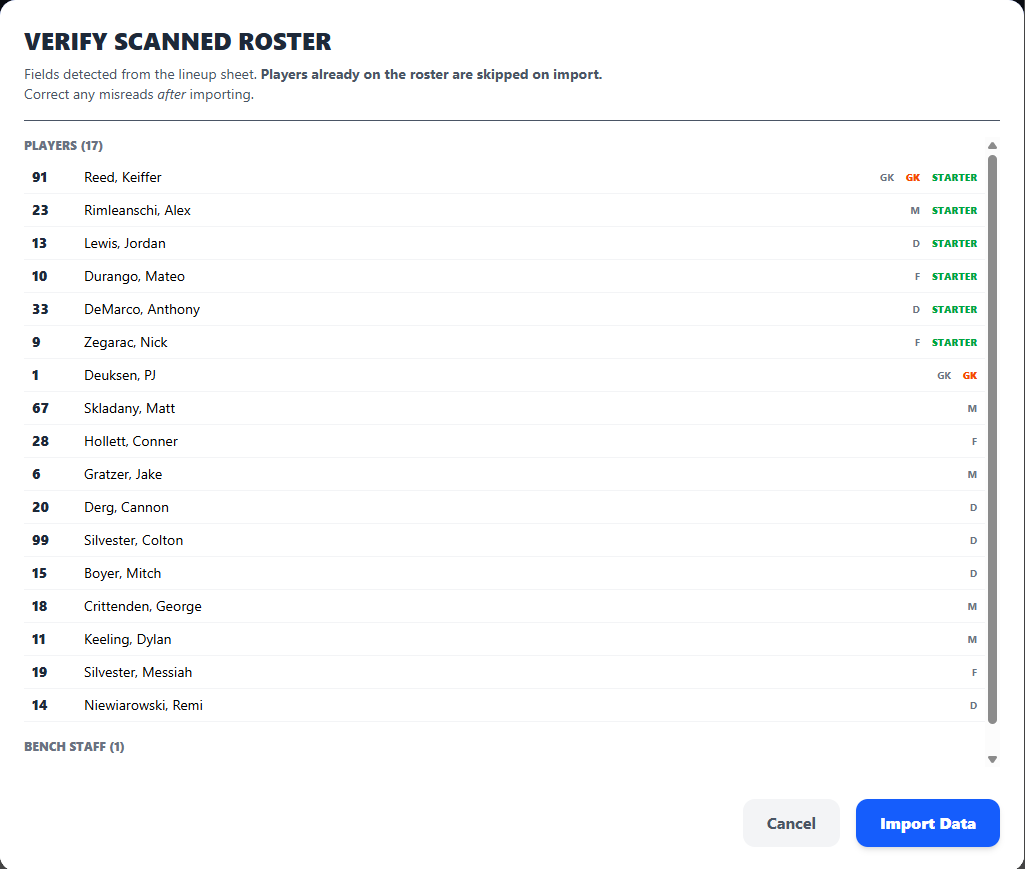 VERIFY SCANNED ROSTER
Fields detected from the lineup sheet. Players already on the roster are skipped on import.
Correct any misreads after importing.
PLAYERS (17)
91 Reed, Keiffer GK GK STARTER
23 Rimleanschi, Alex M STARTER
13 Lewis, Jordan D STARTER
10 Durango, Mateo F STARTER
33 DeMarco, Anthony D STARTER
9 Zegarac, Nick F STARTER
1 Deuksen, PJ GK GK
67 Skladany, Matt M
28 Hollett, Conner F
6 Gratzer, Jake M
20 Derg, Cannon D
99 Silvester, Colton D
15 Boyer, Mitch D
18 Crittenden, George M
11 Keeling, Dylan M
19 Silvester, Messiah F
14 Niewiarowski, Remi D
BENCH STAFF (1)
Cancel Import Data